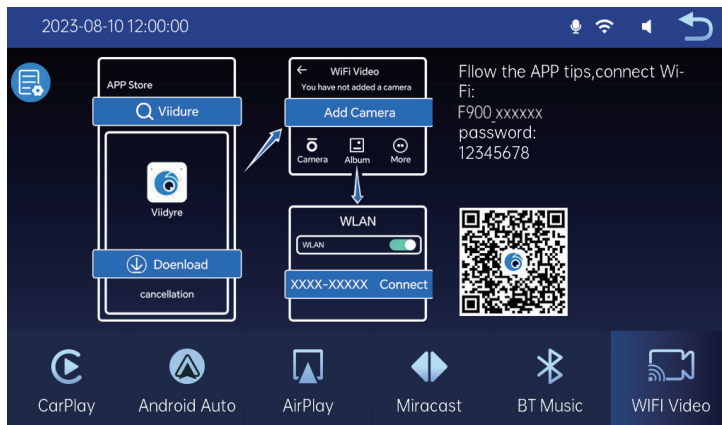 2023-08-10 12:00:00
APP Store
Viidure
Viidyre
Doenload
cancellation
WiFi Video
You have not added a camera
Add Camera
Camera Album More
WLAN
WLAN
XXXX-XXXXX Connect
Fllow the APP tips,connect Wi-
Fi:
F900_xxxxxx
password:
12345678
CarPlay Android Auto AirPlay Miracast BT Music WIFI Video